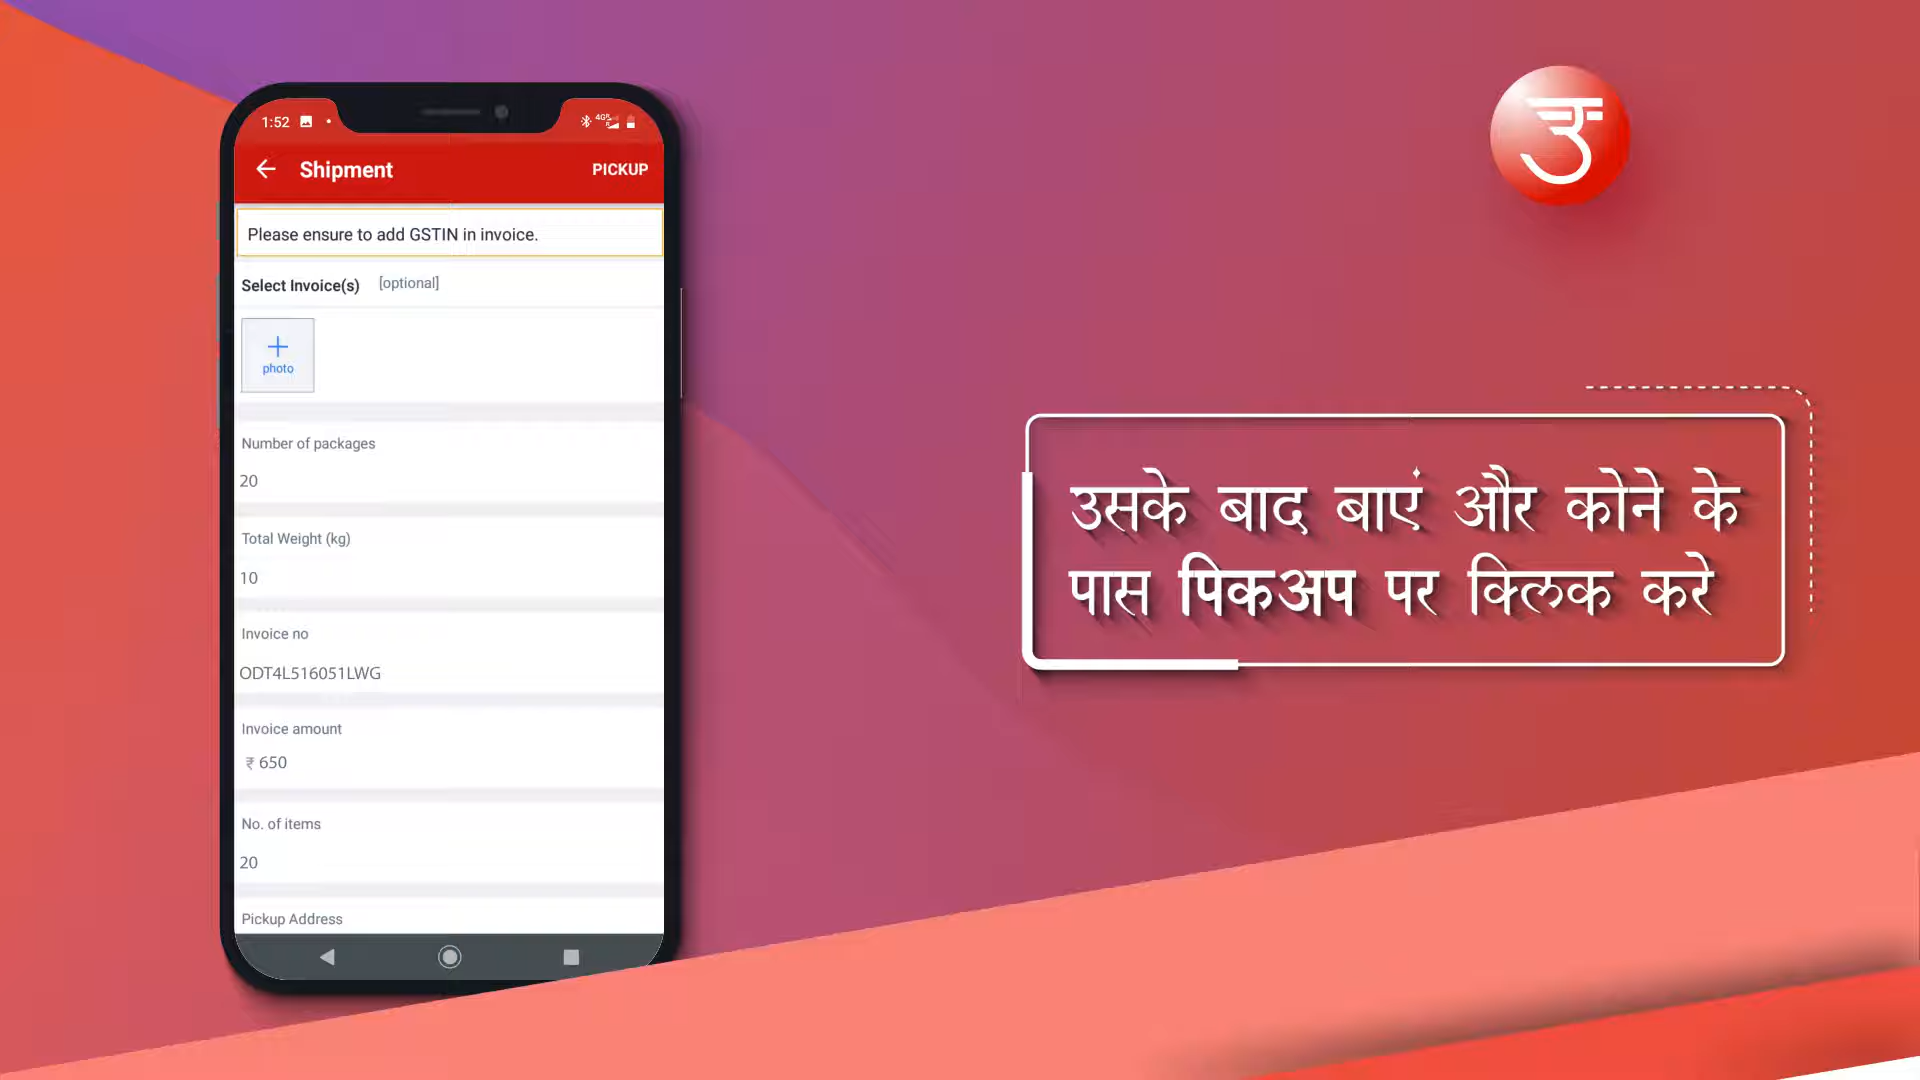 1:52
4G
Shipment
PICKUP
Please ensure to add GSTIN in invoice.
Select Invoice(s) [optional]
photo
Number of packages
20
Total Weight (kg)
10
Invoice no
ODT4L516051LWG
Invoice amount
₹ 650
No. of items
20
Pickup Address
उसके बाद बाएं और कोने के
पास पिकअप पर क्लिक करे